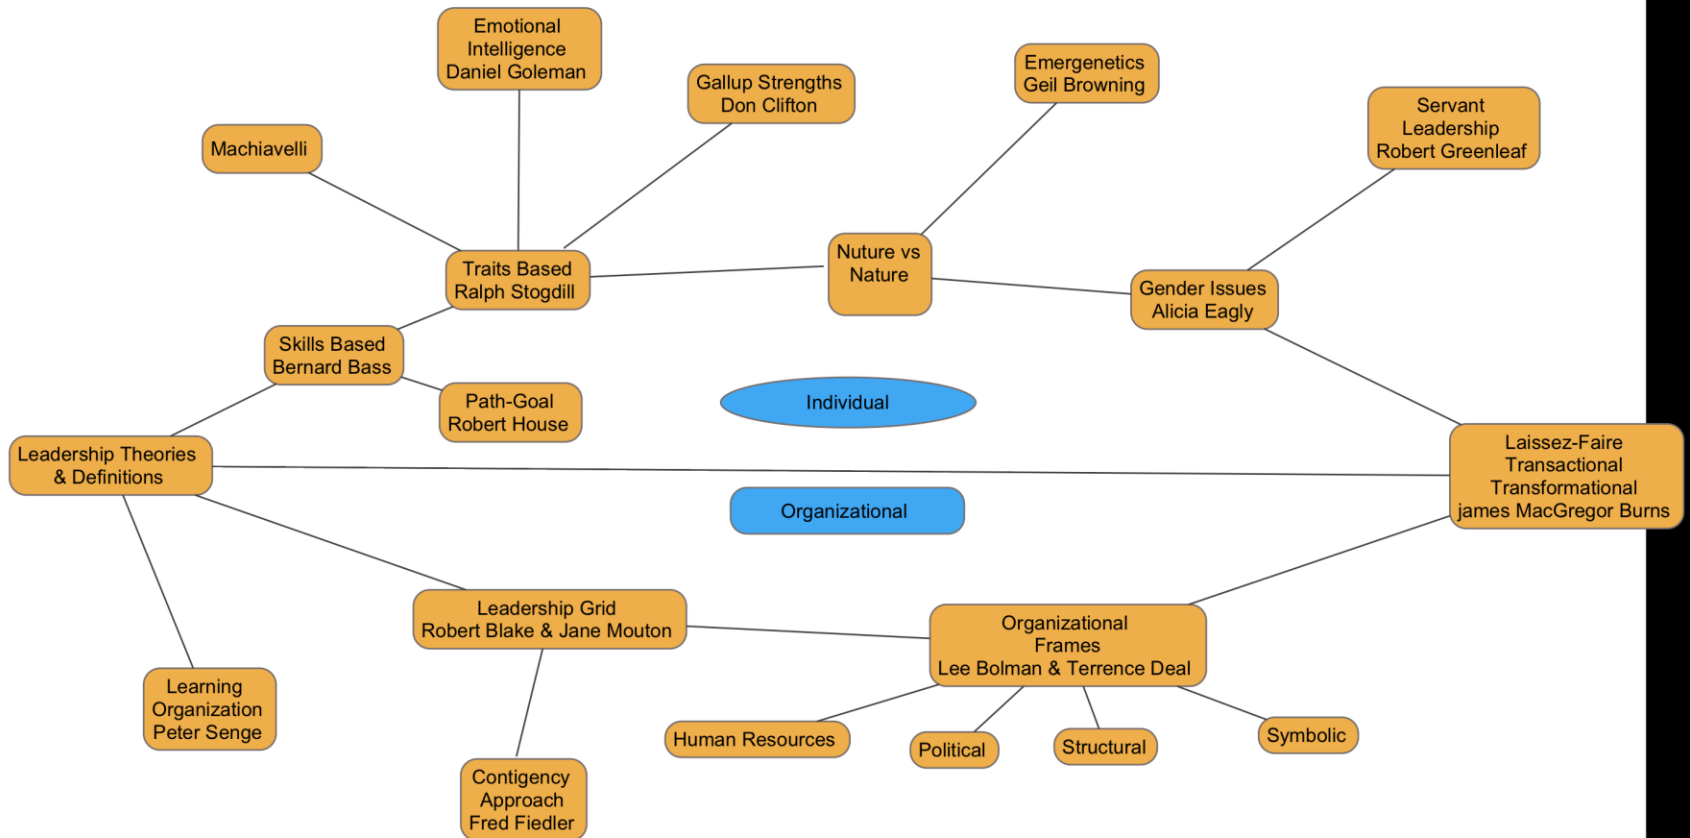 Emotional
Intelligence
Daniel Goleman
Gallup Strengths
Don Clifton
Emergenetics
Geil Browning
Servant
Leadership
Robert Greenleaf
Machiavelli
Traits Based
Ralph Stogdill
Nuture vs
Nature
Gender Issues
Alicia Eagly
Skills Based
Bernard Bass
Path-Goal
Robert House
Individual
Leadership Theories
& Definitions
Laissez-Faire
Transactional
Transformational
james MacGregor Burns
Organizational
Leadership Grid
Robert Blake & Jane Mouton
Organizational
Frames
Lee Bolman & Terrence Deal
Learning
Organization
Peter Senge
Human Resources
Political
Structural
Symbolic
Contigency
Approach
Fred Fiedler